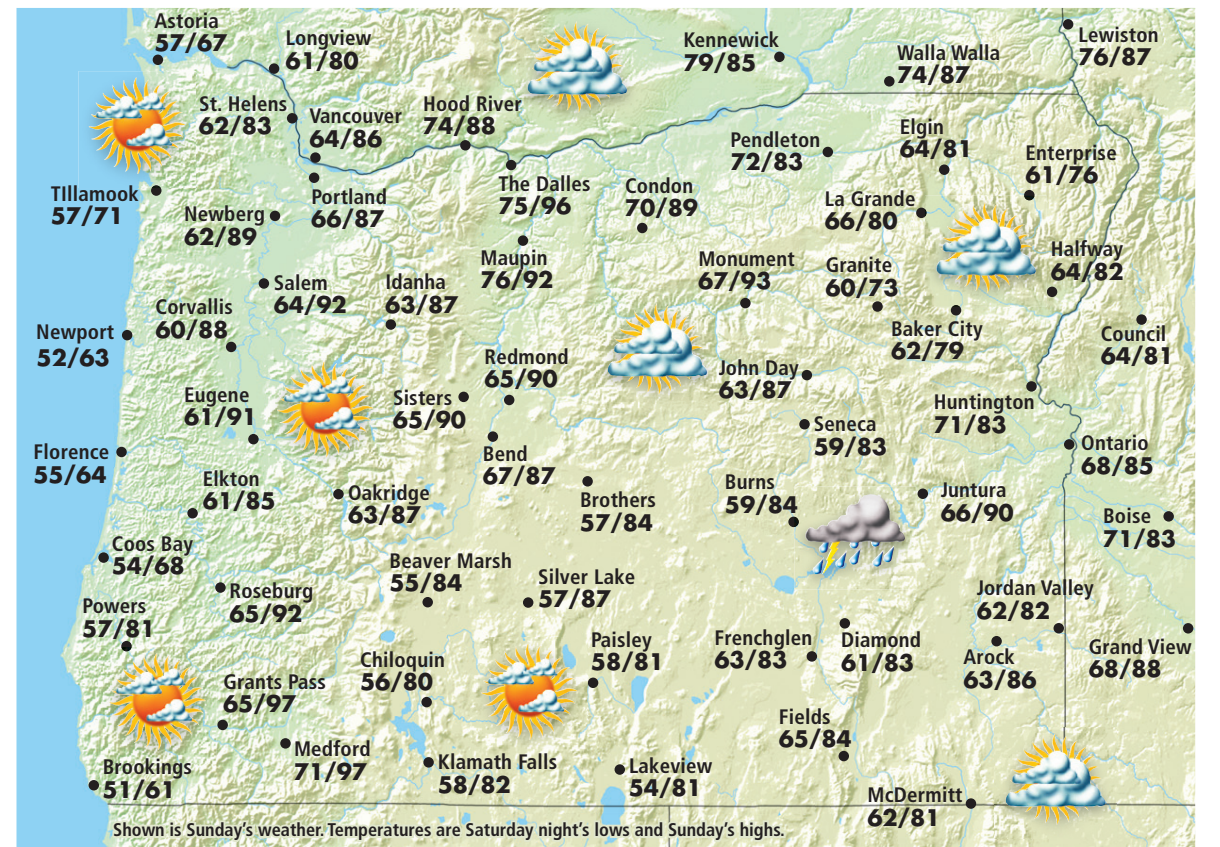 Astoria
57/67
Longview
61/80
Kennewick
79/85
Walla Walla
74/87
Lewiston
76/87
St. Helens
62/83
Vancouver
64/86
Hood River
74/88
Pendleton
72/83
Elgin
64/81
Enterprise
61/76
TIllamook
57/71
Portland
66/87
Newberg
62/89
The Dalles
75/96
Condon
70/89
La Grande
66/80
Maupin
76/92
Monument
67/93
Granite
60/73
Halfway
64/82
Salem
64/92
Idanha
63/87
Corvallis
60/88
Newport
52/63
Baker City
62/79
Council
64/81
Redmond
65/90
John Day
63/87
Eugene
61/91
Sisters
65/90
Huntington
71/83
Seneca
59/83
Ontario
68/85
Florence
55/64
Bend
67/87
Elkton
61/85
Oakridge
63/87
Brothers
57/84
Burns
59/84
Juntura
66/90
Boise
71/83
Coos Bay
54/68
Beaver Marsh
55/84
Silver Lake
57/87
Roseburg
65/92
Jordan Valley
62/82
Powers
57/81
Paisley
58/81
Frenchglen
63/83
Diamond
61/83
Arock
63/86
Grand View
68/88
Chiloquin
56/80
Grants Pass
65/97
Fields
65/84
Medford
71/97
Klamath Falls
58/82
Lakeview
54/81
Brookings
51/61
McDermitt
62/81
Shown is Sunday's weather. Temperatures are Saturday night's lows and Sunday's highs.